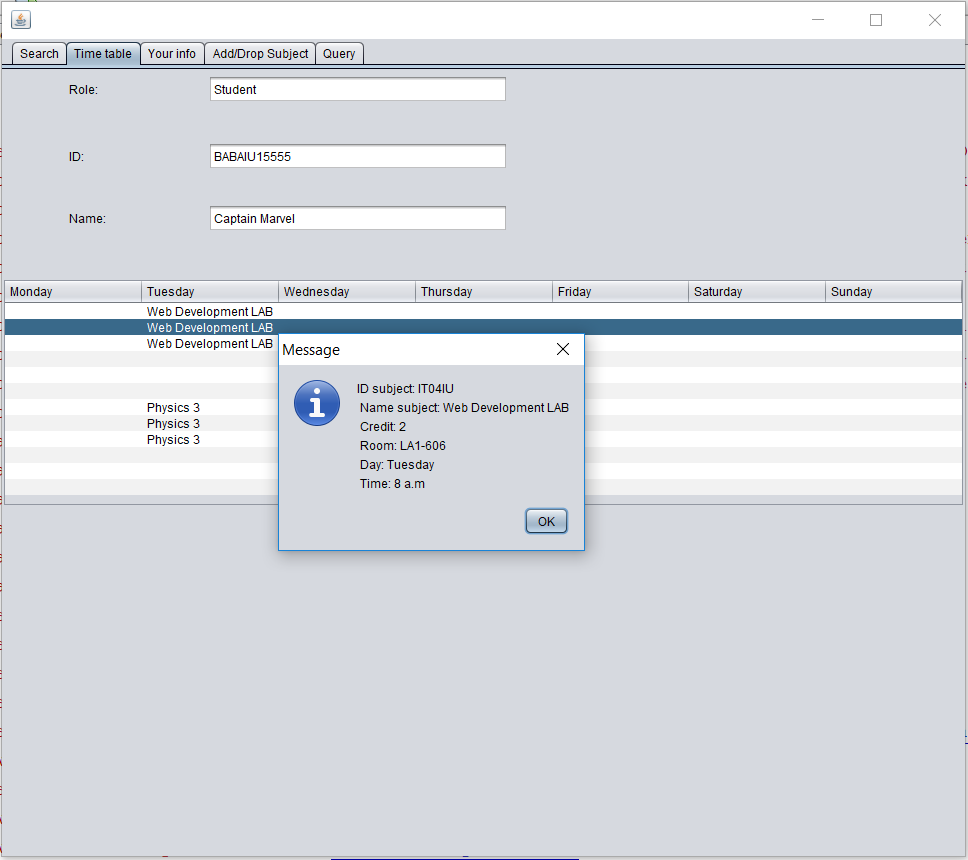 Search Time table Your info Add/Drop Subject Query
Role: Student
ID: BABAIU15555
Name: Captain Marvel
Monday Tuesday Wednesday Thursday Friday Saturday Sunday
Web Development LAB
Web Development LAB
Web Development LAB
Physics 3
Physics 3
Physics 3
Message
ID subject: IT04IU
Name subject: Web Development LAB
Credit: 2
Room: LA1-606
Day: Tuesday
Time: 8 a.m
OK